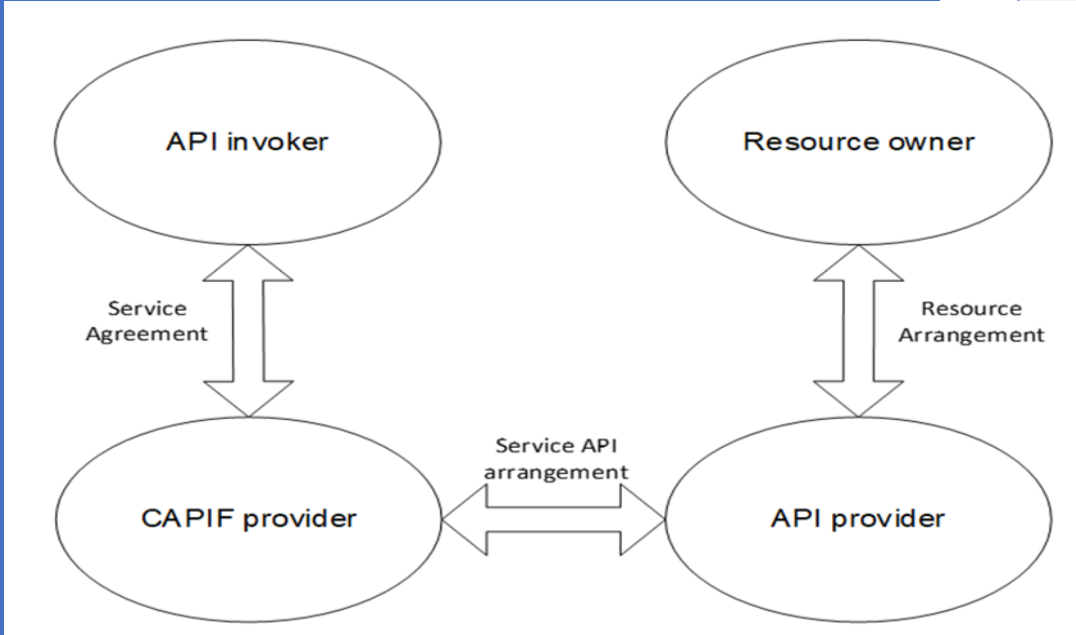 API invoker
Resource owner
Service
Agreement
Resource
Arrangement
Service API
arrangement
CAPIF provider
API provider